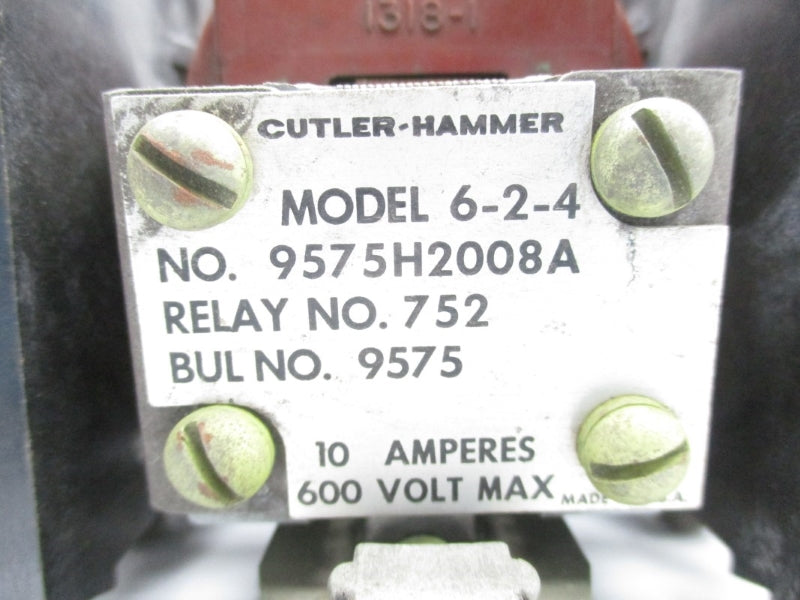 1318-1
CUTLER-HAMMER
MODEL 6-2-4
NO. 9575H2008A
RELAY NO. 752
BUL NO. 9575
10 AMPERES
600 VOLT MAX
MADE